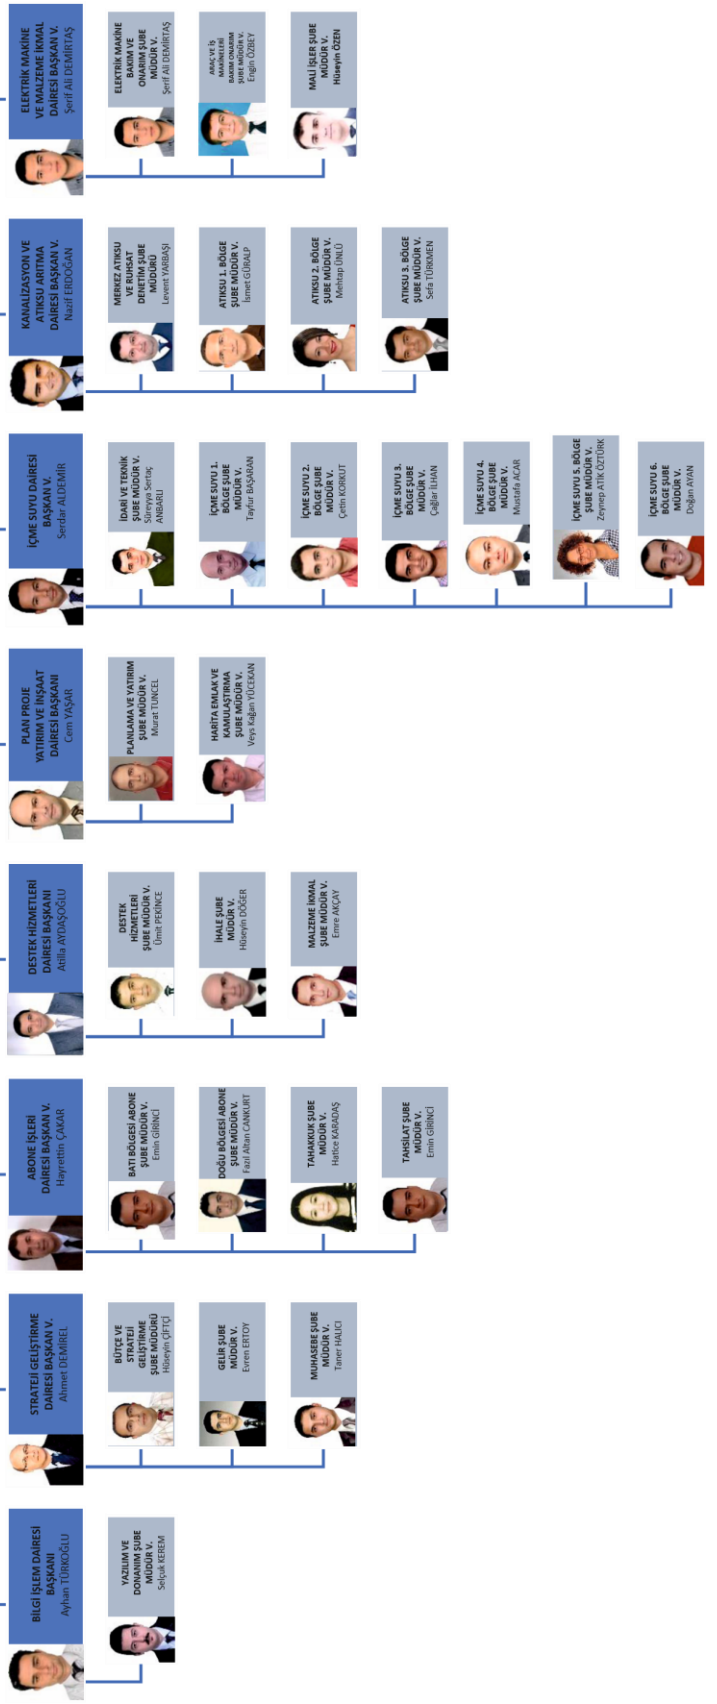 BİLGİ İŞLEM DAİRESİ
BAŞKANI
Ayhan TÜRKOĞLU
YAZILIM VE
DONANIM ŞUBE
MÜDÜR V.
Selçuk KEREM
STRATEJİ GELİŞTİRME
DAİRESİ BAŞKAN V.
Ahmet DEMİREL
BÜTÇE VE
STRATEJİ
GELİŞTİRME
ŞUBE MÜDÜRÜ
Hüseyin ÇİFTÇİ
GELİR ŞUBE
MÜDÜR V.
Evren ERTOY
MUHASEBE ŞUBE
MÜDÜR V.
Taner HALICI
ABONE İŞLERİ
DAİRESİ BAŞKAN V.
Hayrettin ÇAKAR
BATI BÖLGESİ ABONE
ŞUBE MÜDÜR V.
Emin GİRİNCİ
DOĞU BÖLGESİ ABONE
ŞUBE MÜDÜR V.
Fazıl Altan CANKURT
TAHAKKUK ŞUBE
MÜDÜR V.
Hatice KARADAŞ
TAHSİLAT ŞUBE
MÜDÜR V.
Emin GİRİNCİ
DESTEK HİZMETLERİ
DAİRESİ BAŞKANI
Atilla AYDAŞOĞLU
DESTEK
HİZMETLERİ
ŞUBE MÜDÜR V.
Ümit PEKİNCE
İHALE ŞUBE
MÜDÜR V.
Hüseyin DÖĞER
MALZEME İKMAL
ŞUBE MÜDÜR V.
Emre AKÇAY
PLAN PROJE
YATIRIM VE İNŞAAT
DAİRESİ BAŞKANI
Cem YAŞAR
PLANLAMA VE YATIRIM
ŞUBE MÜDÜR V.
Murat TUNCEL
HARİTA EMLAK VE
KAMULAŞTIRMA
ŞUBE MÜDÜR V.
Veys Kağan YÜCEKAN
İÇME SUYU DAİRESİ
BAŞKAN V.
Serdar ALDEMİR
İDARİ VE TEKNİK
ŞUBE MÜDÜR V.
Süreyya Sertaç
ANBARLI
İÇME SUYU 1.
BÖLGE ŞUBE
MÜDÜR V.
Tayfur BAŞARAN
İÇME SUYU 2.
BÖLGE ŞUBE
MÜDÜR V.
Çetin KORKUT
İÇME SUYU 3.
BÖLGE ŞUBE
MÜDÜR V.
Çağlar İLHAN
İÇME SUYU 4.
BÖLGE ŞUBE
MÜDÜR V.
Mustafa ACAR
İÇME SUYU 5. BÖLGE
ŞUBE MÜDÜR V.
Zeynep ATİK ÖZTÜRK
İÇME SUYU 6.
BÖLGE ŞUBE
MÜDÜR V.
Doğan AYAN
KANALİZASYON VE
ATIKSU ARITMA
DAİRESİ BAŞKAN V.
Nazif ERDOĞAN
MERKEZ ATIKSU
VE RUHSAT
DENETİM ŞUBE
MÜDÜRÜ
Levent YARBAŞI
ATIKSU 1. BÖLGE
ŞUBE MÜDÜR V.
İsmet GÜRALP
ATIKSU 2. BÖLGE
ŞUBE MÜDÜR V.
Mehtap ÜNLÜ
ATIKSU 3. BÖLGE
ŞUBE MÜDÜR V.
Sefa TÜRKMEN
ELEKTRİK MAKİNE
VE MALZEME İKMAL
DAİRESİ BAŞKAN V.
Şerif Ali DEMİRTAŞ
ELEKTRİK MAKİNE
BAKIM VE
ONARIM ŞUBE
MÜDÜR V.
Şerif Ali DEMİRTAŞ
ARAÇ VE İŞ
MAKİNELERİ
BAKIM ONARIM
ŞUBE MÜDÜR V.
Engin ÖZBEY
MALİ İŞLER ŞUBE
MÜDÜR V.
Hüseyin ÖZEN